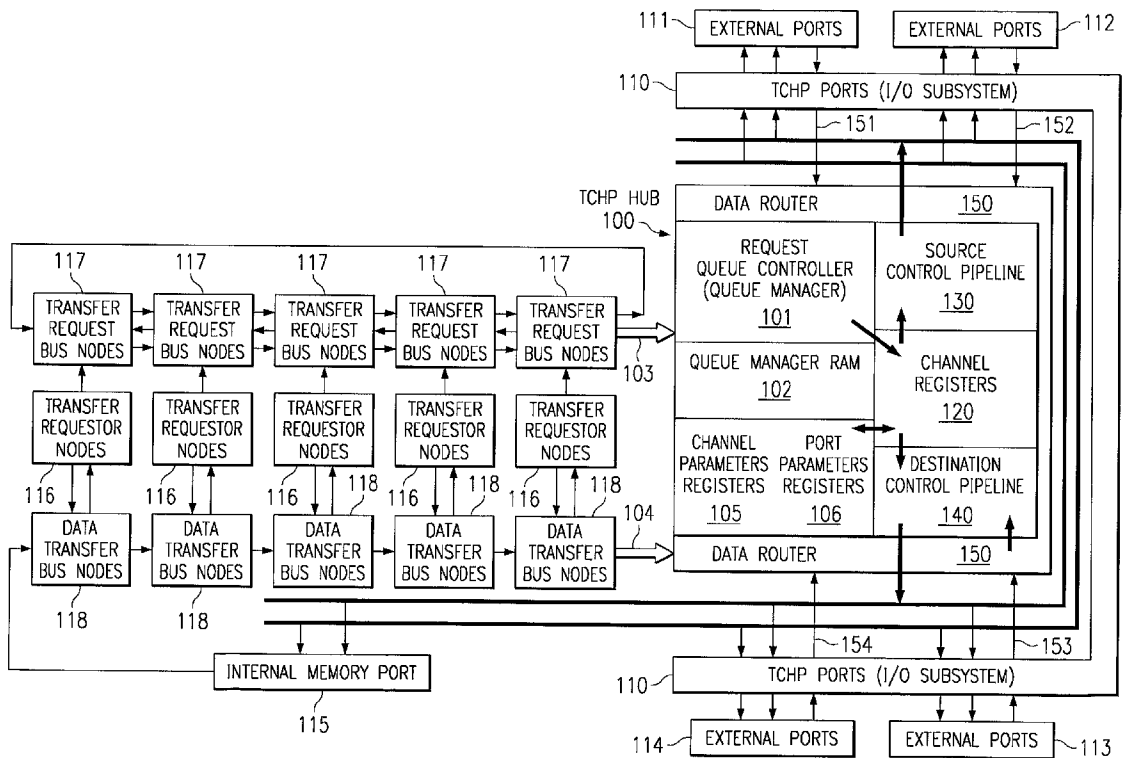 111
EXTERNAL PORTS
EXTERNAL PORTS
112
110
TCHP PORTS (I/O SUBSYSTEM)
151
152
TCHP HUB
100
DATA ROUTER
150
REQUEST
QUEUE CONTROLLER
(QUEUE MANAGER)
101
SOURCE
CONTROL PIPELINE
130
117
117
117
117
117
TRANSFER
REQUEST
BUS NODES
TRANSFER
REQUEST
BUS NODES
TRANSFER
REQUEST
BUS NODES
TRANSFER
REQUEST
BUS NODES
TRANSFER
REQUEST
BUS NODES
103
QUEUE MANAGER RAM
102
CHANNEL
REGISTERS
120
TRANSFER
REQUESTOR
NODES
TRANSFER
REQUESTOR
NODES
TRANSFER
REQUESTOR
NODES
TRANSFER
REQUESTOR
NODES
TRANSFER
REQUESTOR
NODES
116
116
116
118
116
118
116
118
CHANNEL
PARAMETERS
REGISTERS
105
PORT
PARAMETERS
REGISTERS
106
DESTINATION
CONTROL PIPELINE
140
DATA
TRANSFER
BUS NODES
DATA
TRANSFER
BUS NODES
DATA
TRANSFER
BUS NODES
DATA
TRANSFER
BUS NODES
DATA
TRANSFER
BUS NODES
104
118
118
DATA ROUTER
150
154
153
INTERNAL MEMORY PORT
115
110
TCHP PORTS (I/O SUBSYSTEM)
114
EXTERNAL PORTS
EXTERNAL PORTS
113